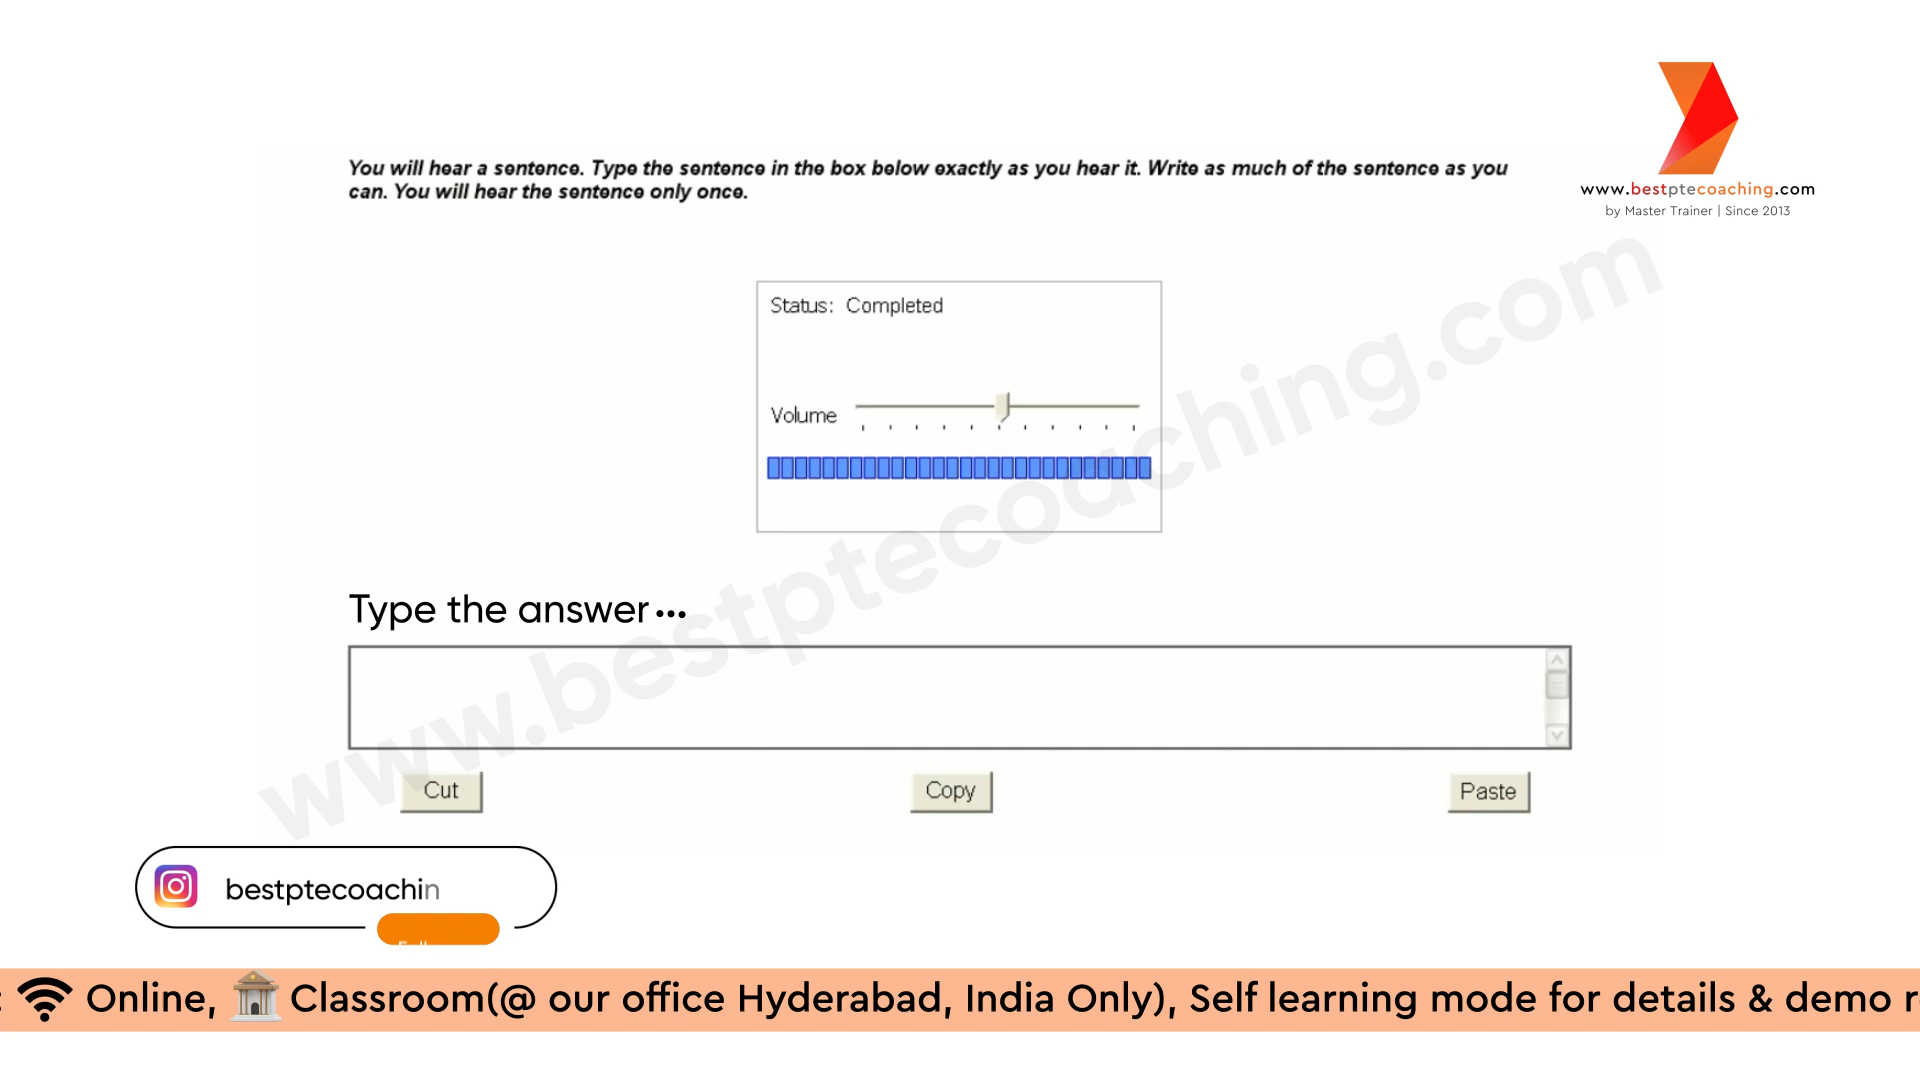 You will hear a sentence. Type the sentence in the box below exactly as you hear it. Write as much of the sentence as you
can. You will hear the sentence only once.
www.bestptecoaching.com
by Master Trainer | Since 2013
Status: Completed
Volume
www.bestptecoaching.com
Type the answer...
Cut
Copy
Paste
bestptecoachin
: Online, Classroom(@ our office Hyderabad, India Only), Self learning mode for details & demo r